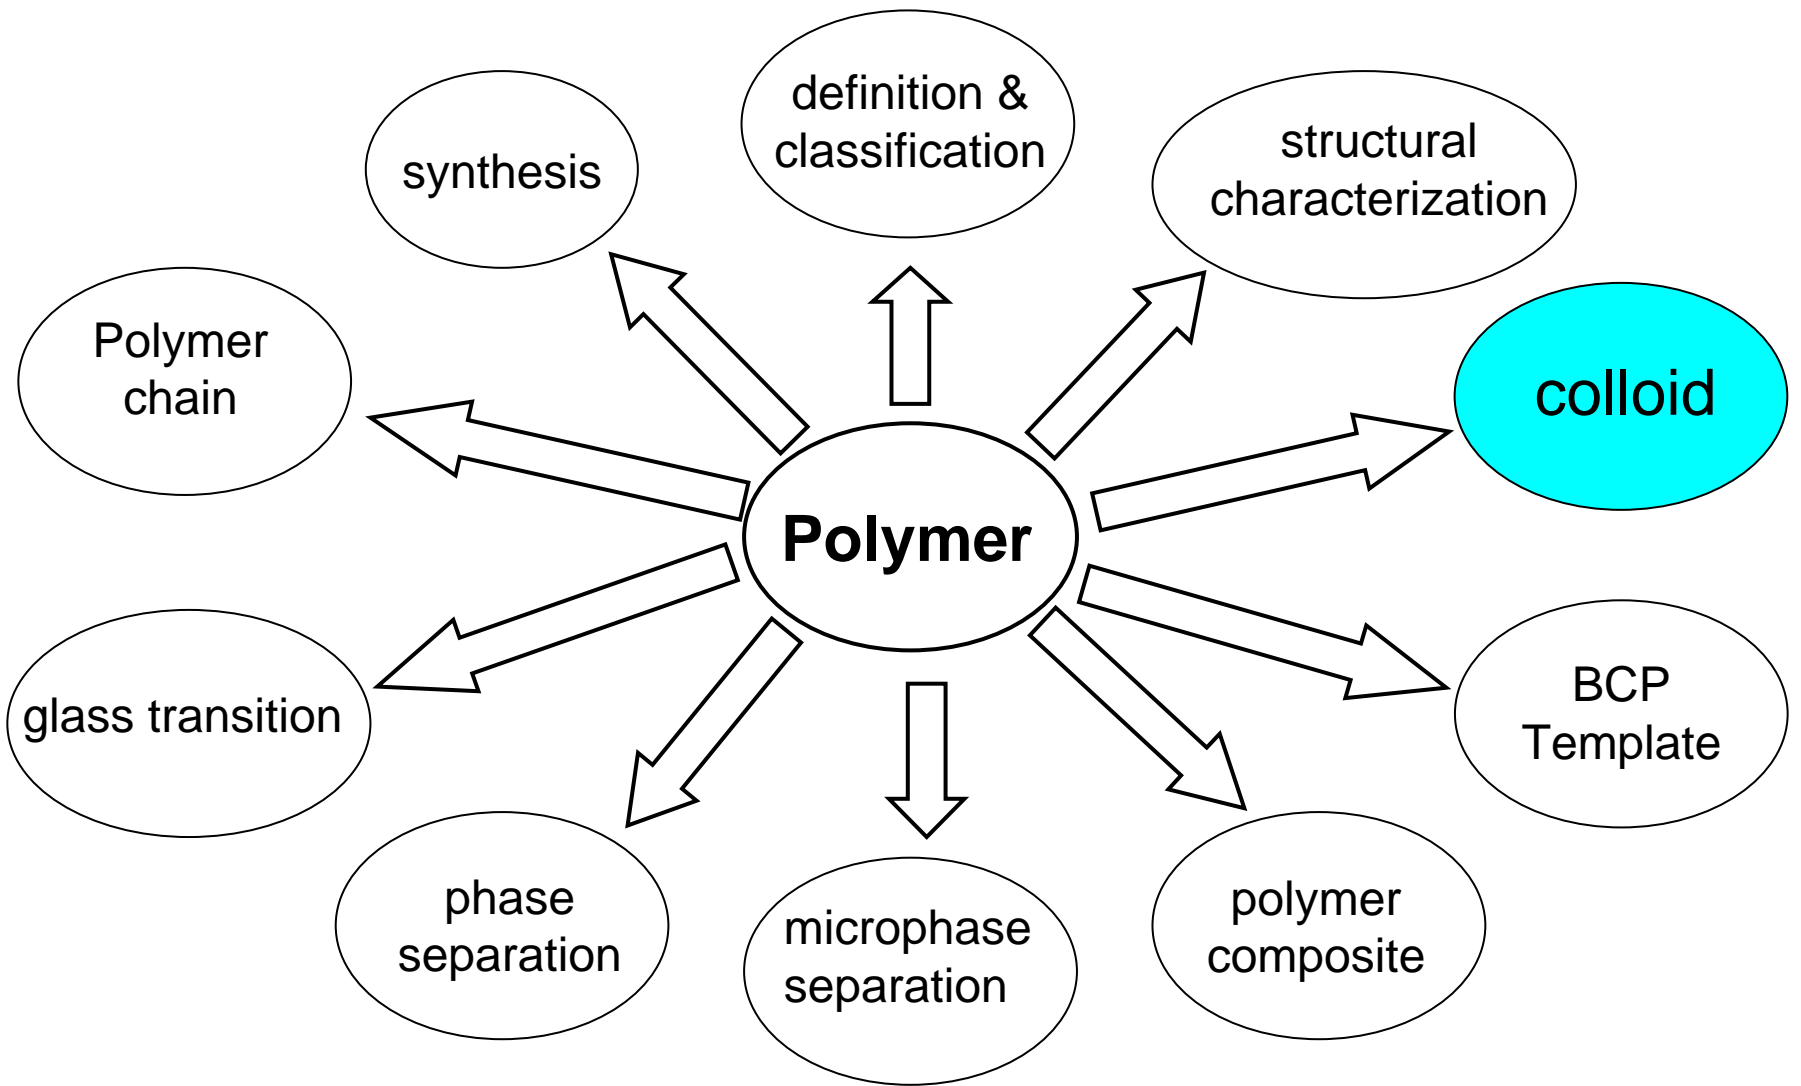 definition &
classification
synthesis
structural
characterization
Polymer
chain
colloid
Polymer
glass transition
BCP
Template
phase
separation
microphase
separation
polymer
composite